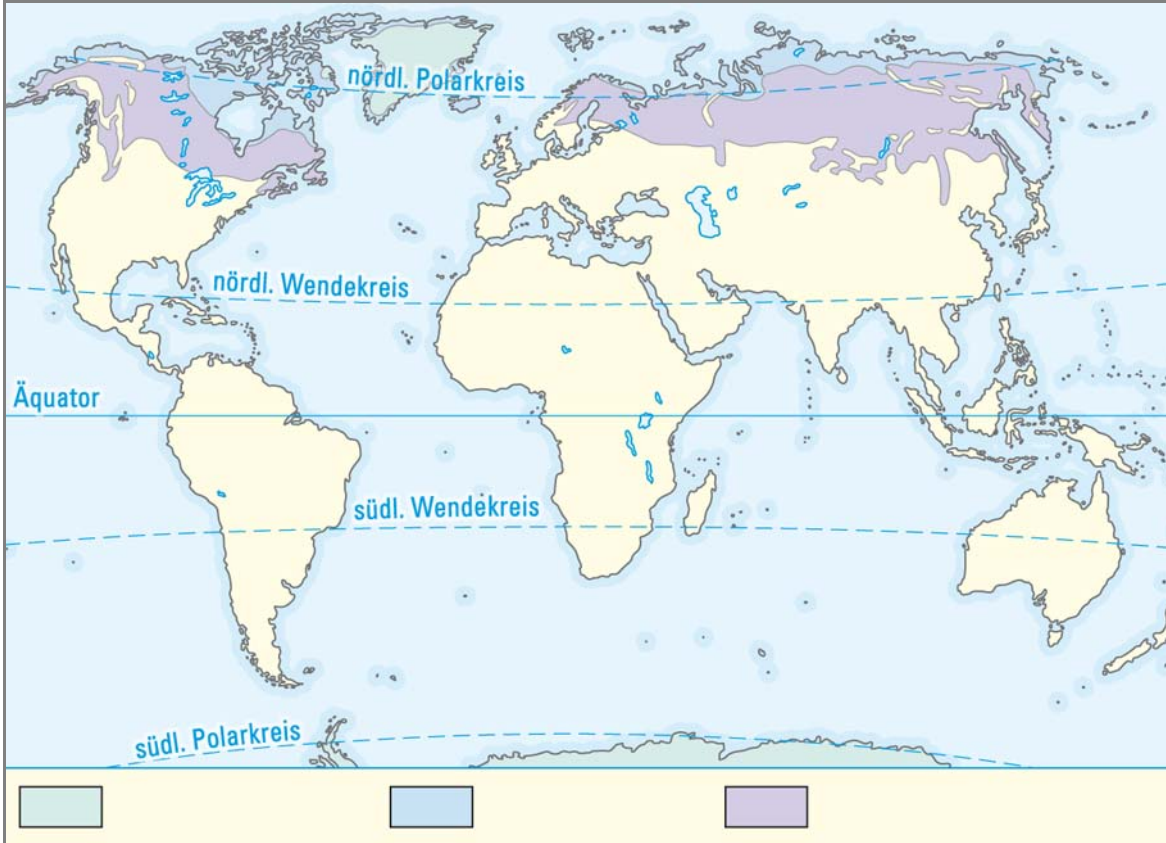 nördl. Polarkreis
nördl. Wendekreis
Äquator
südl. Wendekreis
südl. Polarkreis